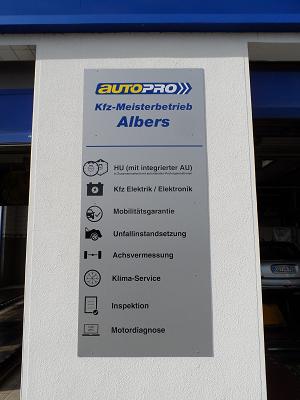 AUTOPRO
Kfz-Meisterbetrieb
Albers
HU (mit integrierter AU)
Kfz Elektrik / Elektronik
Mobilitätsgarantie
Unfallinstandsetzung
Achsvermessung
Klima-Service
Inspektion
Motordiagnose